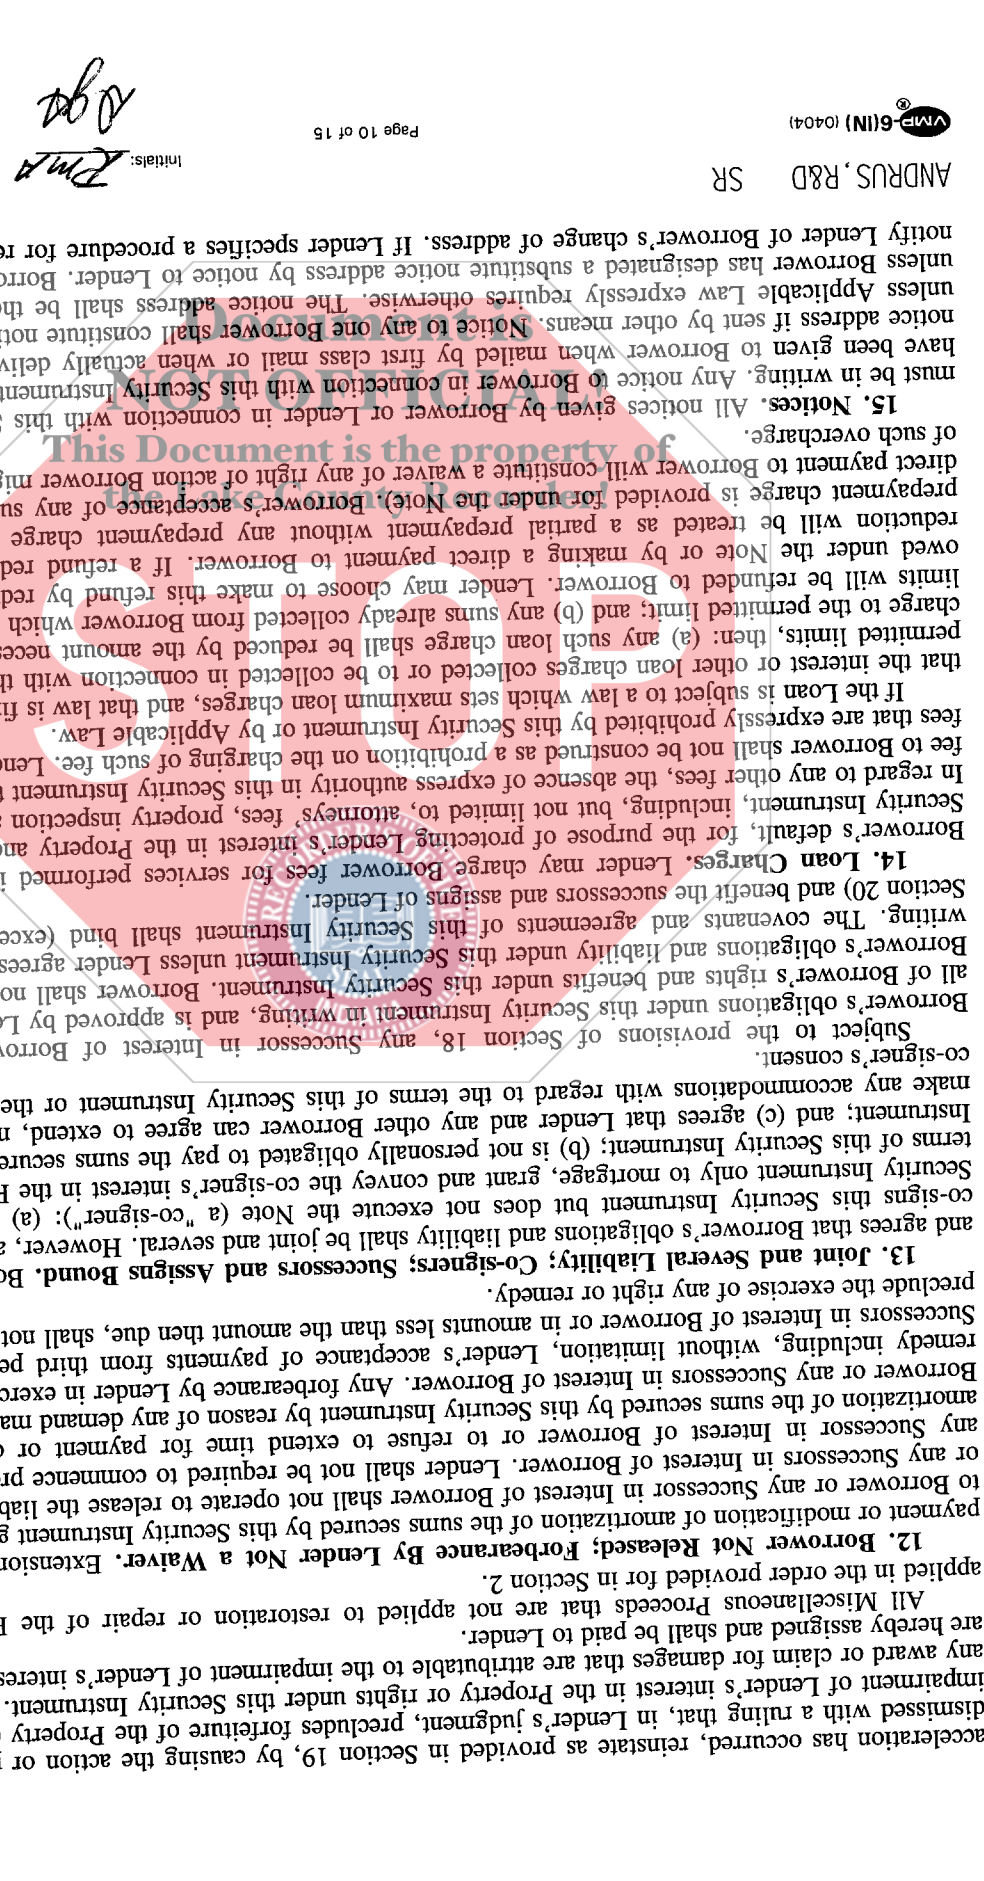 acceleration has occurred, reinstate as provided in Section 19, by causing the action or
dismissed with a ruling that, in Lender's judgment, precludes forfeiture of the Property
impairment of Lender's interest in the Property or rights under this Security Instrument.
any award or claim for damages that are attributable to the impairment of Lender's interes
are hereby assigned and shall be paid to Lender.
All Miscellaneous Proceeds that are not applied to restoration or repair of the
applied in the order provided for in Section 2.
12. Borrower Not Released; Forbearance By Lender Not a Waiver. Extension
payment or modification of amortization of the sums secured by this Security Instrument g
to Borrower or any Successor in Interest of Borrower shall not operate to release the liab
or any Successors in Interest of Borrower. Lender shall not be required to commence pr
any Successor in Interest of Borrower or to refuse to extend time for payment or
amortization of the sums secured by this Security Instrument by reason of any demand ma
Borrower or any Successors in Interest of Borrower. Any forbearance by Lender in exerc
remedy including, without limitation, Lender's acceptance of payments from third pe
Successors in Interest of Borrower or in amounts less than the amount then due, shall not
preclude the exercise of any right or remedy.
13. Joint and Several Liability; Co-signers; Successors and Assigns Bound. Bo
and agrees that Borrower's obligations and liability shall be joint and several. However, a
co-signs this Security Instrument but does not execute the Note (a "co-signer"): (a)
Security Instrument only to mortgage, grant and convey the co-signer's interest in the P
terms of this Security Instrument; (b) is not personally obligated to pay the sums secure
Instrument; and (c) agrees that Lender and any other Borrower can agree to extend, m
make any accommodations with regard to the terms of this Security Instrument or the
co-signer's consent.
Subject to the provisions of Section 18, any Successor in Interest of Borrow
Borrower's obligations under this Security Instrument in writing, and is approved by Le
all of Borrower's rights and benefits under this Security Instrument. Borrower shall no
Borrower's obligations and liability under this Security Instrument unless Lender agrees
writing. The covenants and agreements of this Security Instrument shall bind (exce
Section 20) and benefit the successors and assigns of Lender.
14. Loan Charges. Lender may charge Borrower fees for services performed i
Borrower's default, for the purpose of protecting Lender's interest in the Property and
Security Instrument, including, but not limited to, attorneys' fees, property inspection
In regard to any other fees, the absence of express authority in this Security Instrument t
fee to Borrower shall not be construed as a prohibition on the charging of such fee. Lend
fees that are expressly prohibited by this Security Instrument or by Applicable Law.
If the Loan is subject to a law which sets maximum loan charges, and that law is fi
that the interest or other loan charges collected or to be collected in connection with th
permitted limits, then: (a) any such loan charge shall be reduced by the amount neces
charge to the permitted limit; and (b) any sums already collected from Borrower which
limits will be refunded to Borrower. Lender may choose to make this refund by redu
owed under the Note or by making a direct payment to Borrower. If a refund red
reduction will be treated as a partial prepayment without any prepayment charge
prepayment charge is provided for under the Note). Borrower's acceptance of any su
direct payment to Borrower will constitute a waiver of any right of action Borrower mig
of such overcharge.
15. Notices. All notices given by Borrower or Lender in connection with this
must be in writing. Any notice to Borrower in connection with this Security Instrument
have been given to Borrower when mailed by first class mail or when actually deliv
notice address if sent by other means. Notice to any one Borrower shall constitute noti
unless Applicable Law expressly requires otherwise. The notice address shall be the
unless Borrower has designated a substitute notice address by notice to Lender. Borro
notify Lender of Borrower's change of address. If Lender specifies a procedure for re
ANDRUS,R&D SR
Initials: RMA
VMP®-6(IN) (0404)
Page 10 of 15
Document is
NOT OFFICIAL!
This Document is the property of
the Lake County Recorder!
STOP
RECORDER'S OFFICE
SEAL
INDIANA